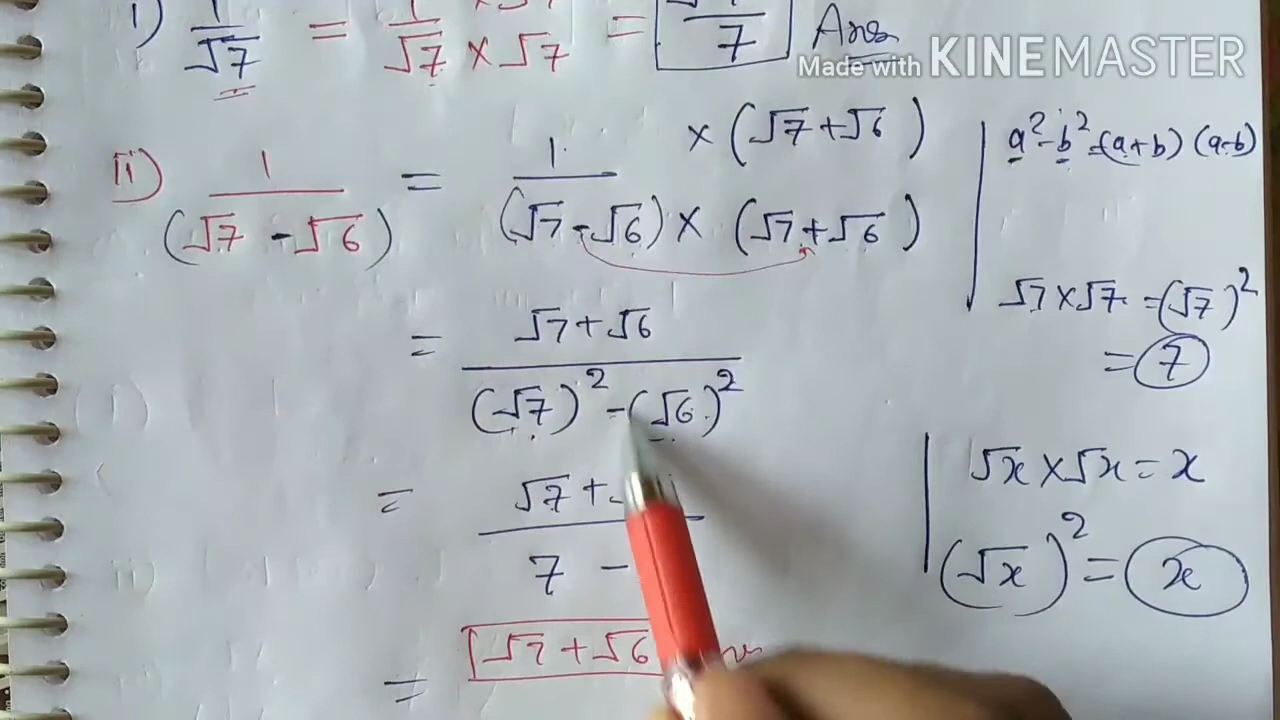 i) 1/√7 = 1/(√7 × √7) = 7 Ans
Made with KINEMASTER
ii) 1/(√7 - √6) = 1 × (√7 + √6)/(√7 - √6) × (√7 + √6)
= √7 + √6/(√7)² - (√6)²
= √7 + /7 -
= √7 + √6
a² - b² = (a + b) (a - b)
√7 × √7 = (√7)²
= 7
√x × √x = x
(√x)² = x